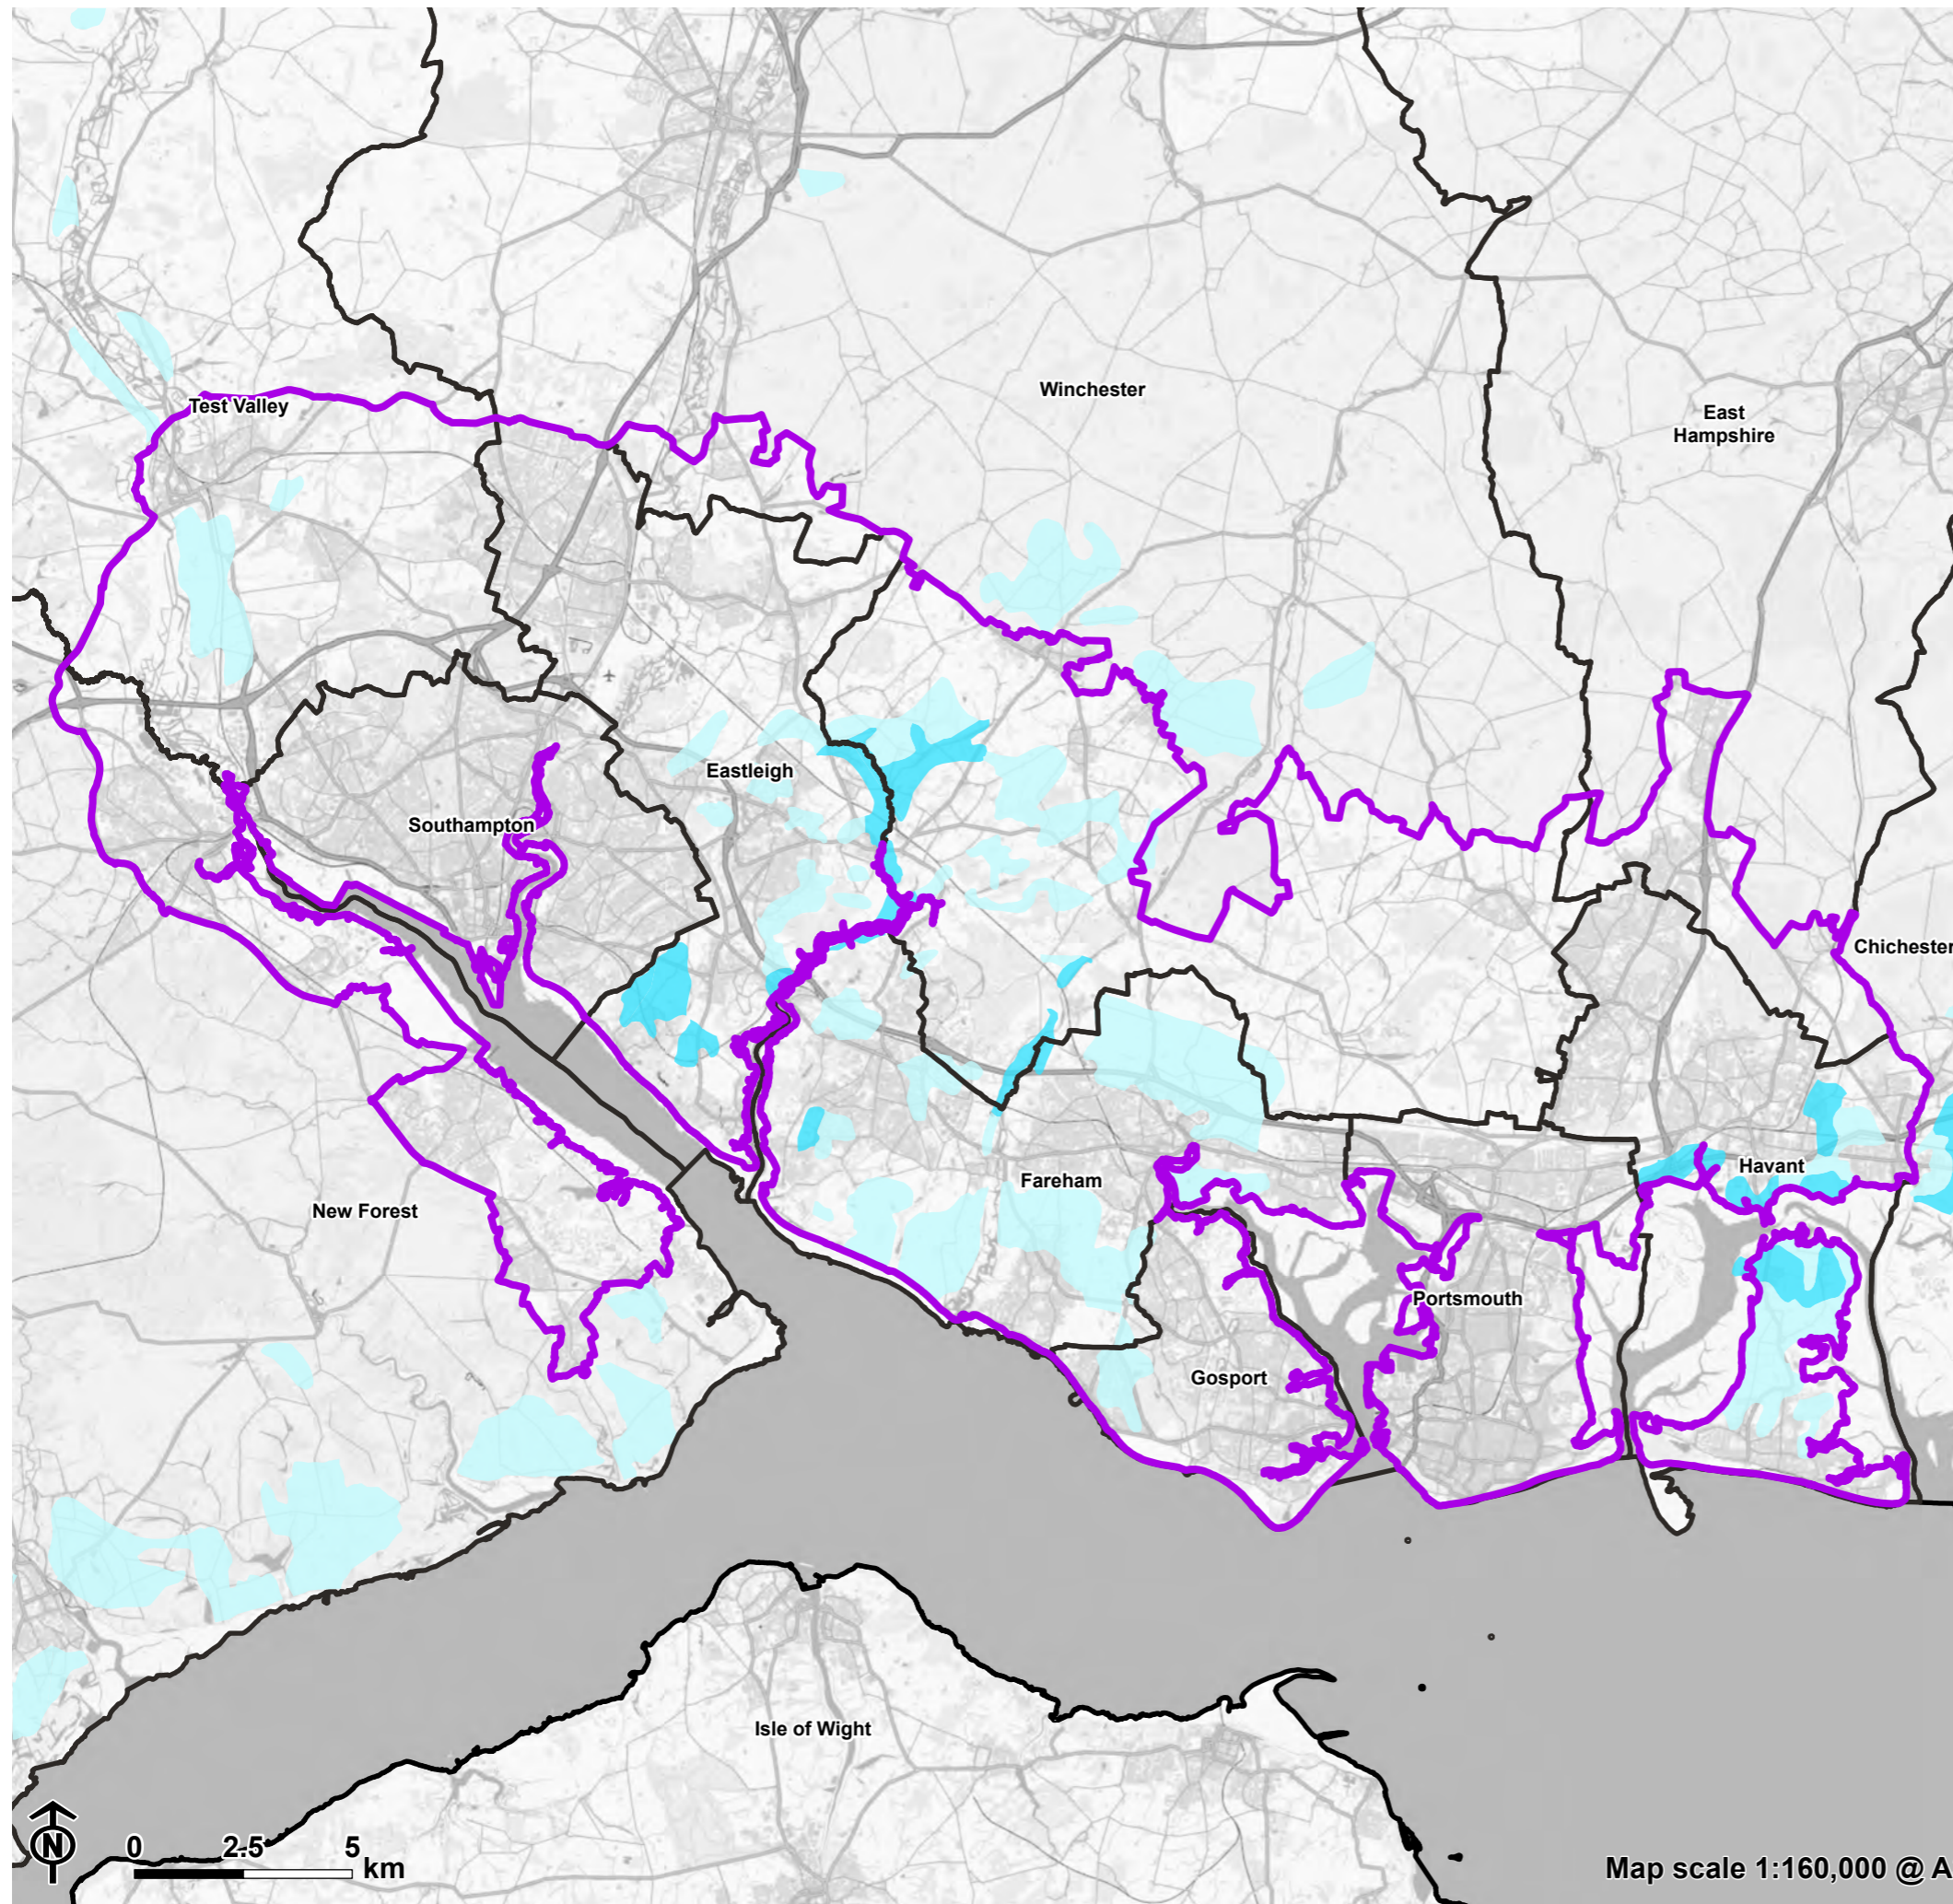 Winchester
Test Valley
East
Hampshire
Eastleigh
Southampton
Chichester
Havant
Fareham
New Forest
Portsmouth
Gosport
Isle of Wight
N
0 2.5 5 km
Map scale 1:160,000 @ A